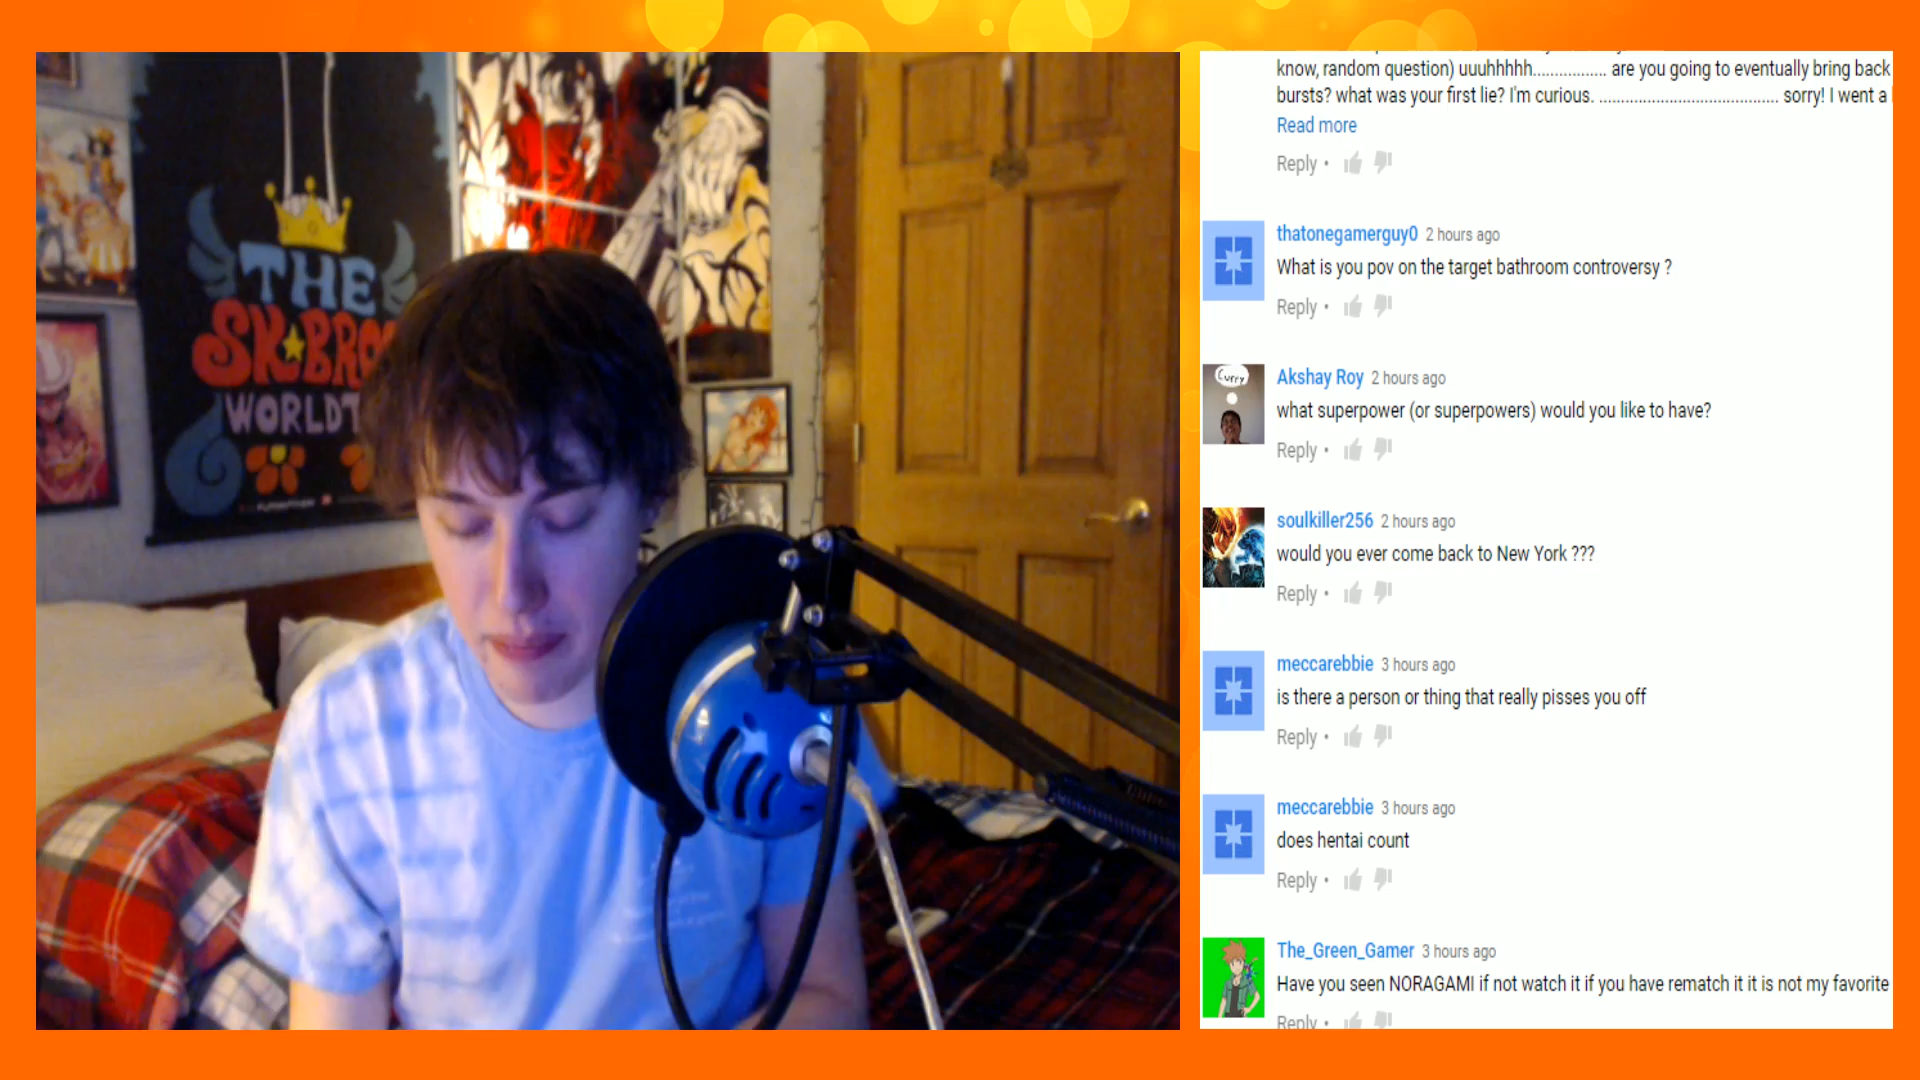 THE
SK★BRO
WORLDT
know, random question) uuuhhhhh................. are you going to eventually bring back
bursts? what was your first lie? I'm curious. ......................................... sorry! I went a
Read more
Reply •
thatonegamerguy0 2 hours ago
What is you pov on the target bathroom controversy ?
Reply •
Curry
Akshay Roy 2 hours ago
what superpower (or superpowers) would you like to have?
Reply •
soulkiller256 2 hours ago
would you ever come back to New York ???
Reply •
meccarebbie 3 hours ago
is there a person or thing that really pisses you off
Reply •
meccarebbie 3 hours ago
does hentai count
Reply •
The_Green_Gamer 3 hours ago
Have you seen NORAGAMI if not watch it if you have rematch it it is not my favorite
Reply •